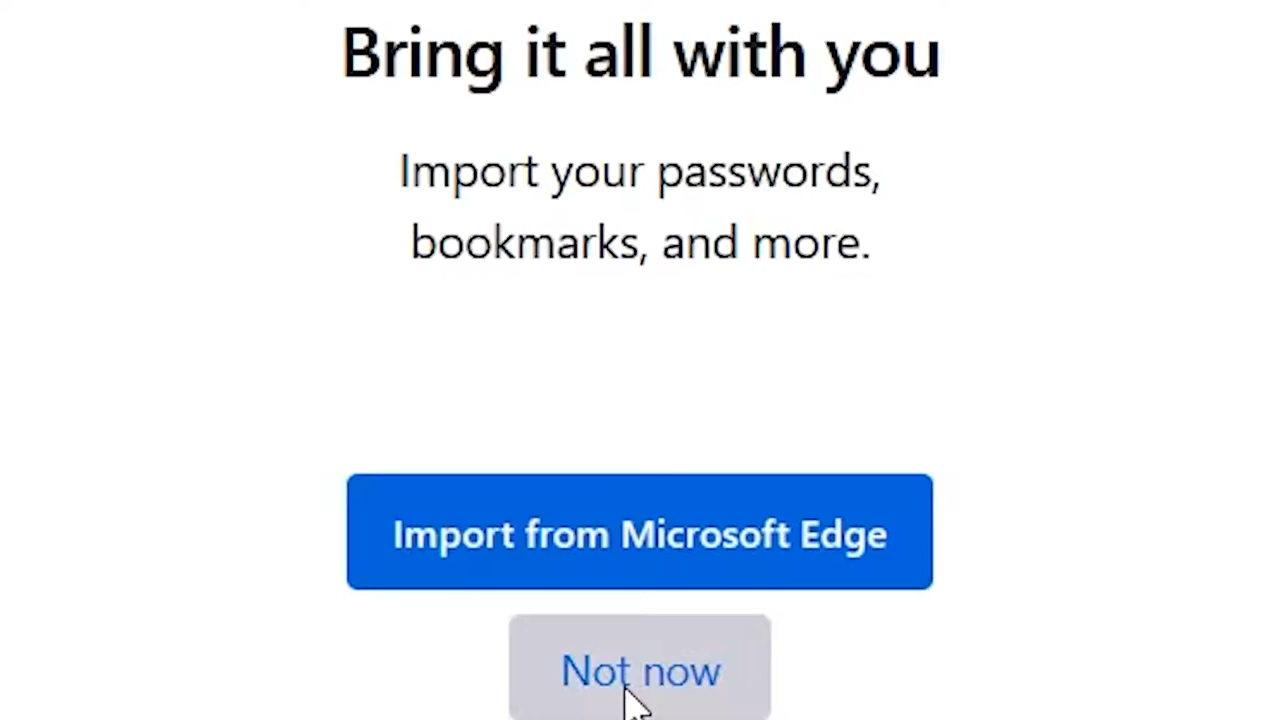 Bring it all with you
Import your passwords,
bookmarks, and more.
Import from Microsoft Edge
Not now